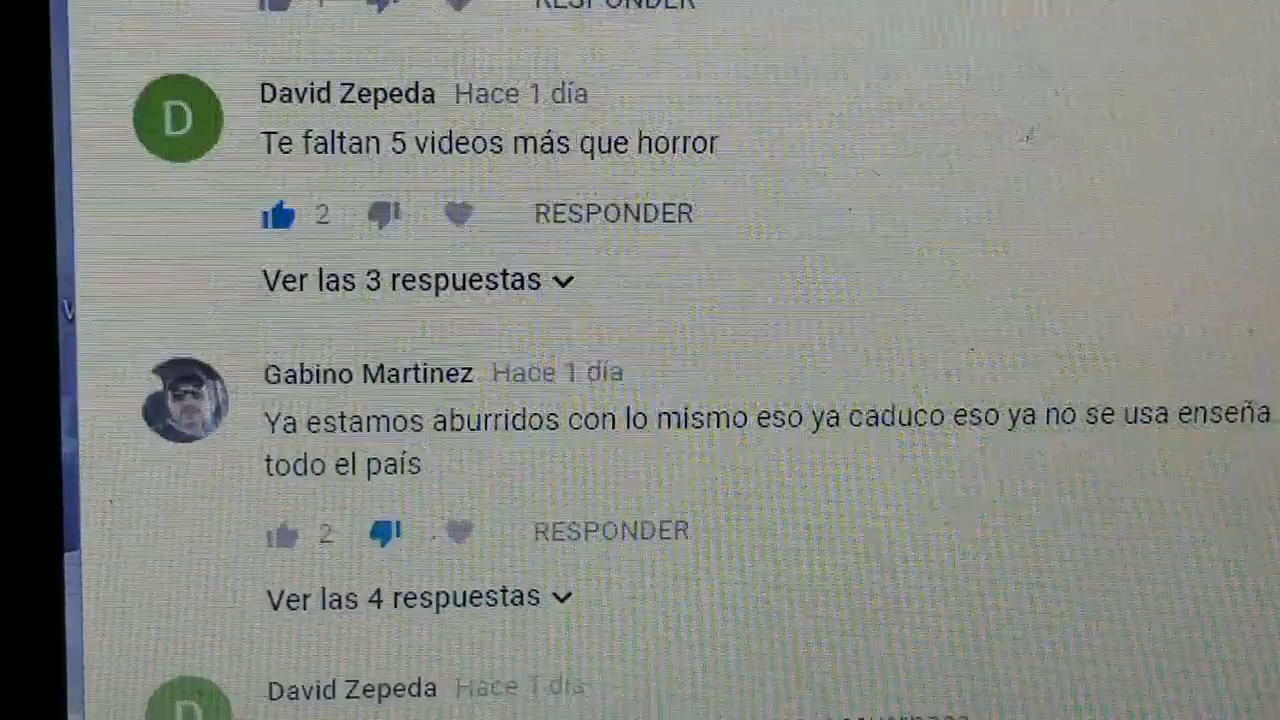 RESPONDER
D
David Zepeda Hace 1 día
Te faltan 5 videos más que horror
2 RESPONDER
Ver las 3 respuestas
V
Gabino Martinez Hace 1 día
Ya estamos aburridos con lo mismo eso ya caduco eso ya no se usa enseña
todo el país
2 RESPONDER
Ver las 4 respuestas
D
David Zepeda Hace 1 día